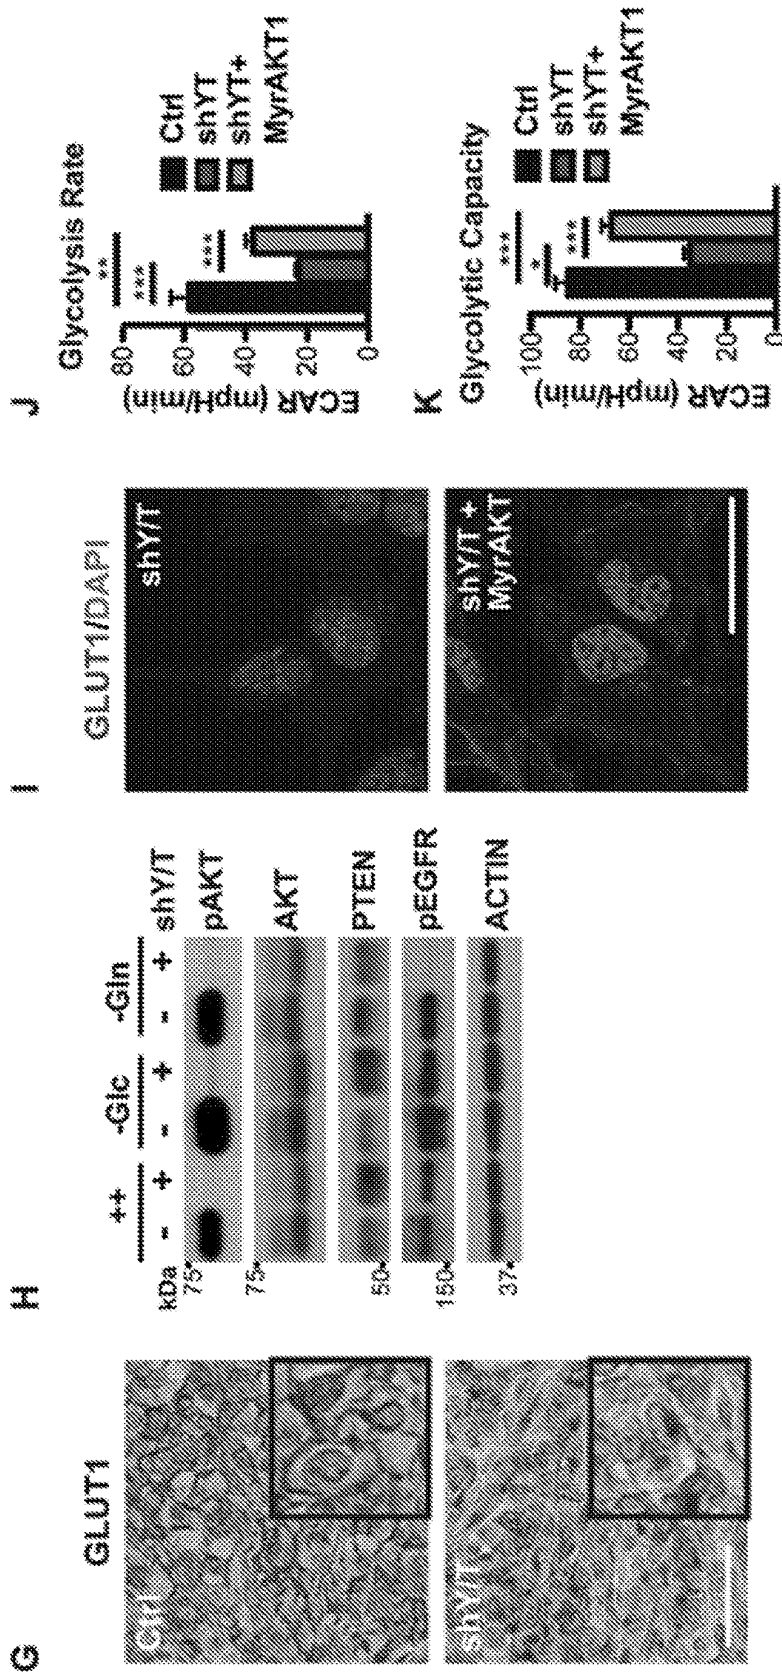 G
GLUT1
Ctrl
shY/T
H
++
-Glc
-Gln
kDa
- + - + - +
shY/T
75
pAKT
75
AKT
50
PTEN
150
pEGFR
37
ACTIN
I
GLUT1/DAPI
shY/T
shY/T +
MyrAKT
J
Glycolysis Rate
ECAR (mpH/min)
80
60
40
20
0
**
***
***
Ctrl
shYT
shYT+
MyrAKT1
K
Glycolytic Capacity
ECAR (mpH/min)
100
80
60
40
20
0
***
*
***
Ctrl
shYT
shYT+
MyrAKT1